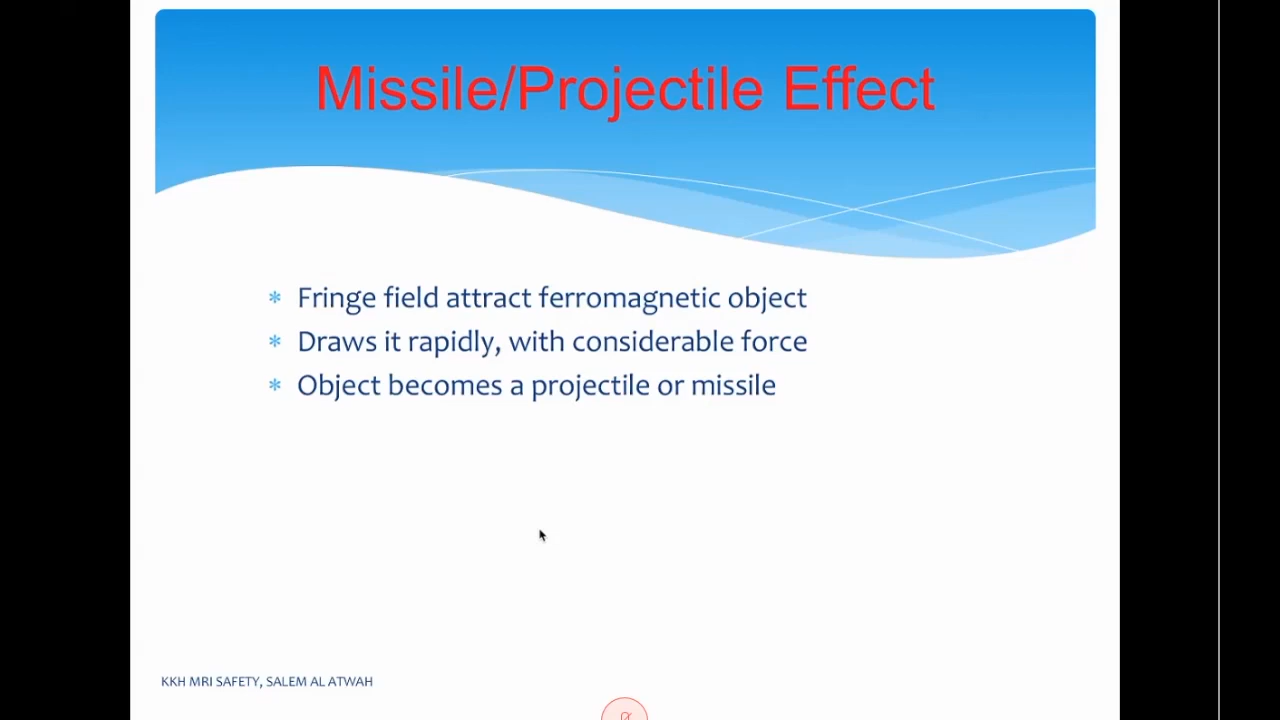 Missile/Projectile Effect
* Fringe field attract ferromagnetic object
* Draws it rapidly, with considerable force
* Object becomes a projectile or missile
KKH MRI SAFETY, SALEM AL ATWAH